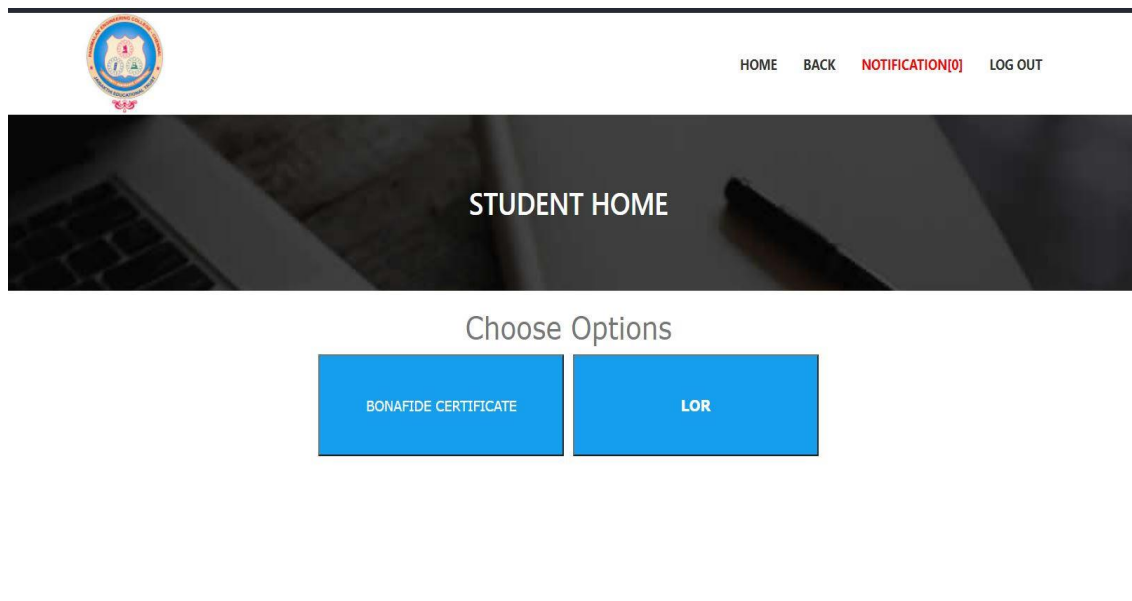 HOME BACK NOTIFICATION[0] LOG OUT
STUDENT HOME
Choose Options
BONAFIDE CERTIFICATE
LOR